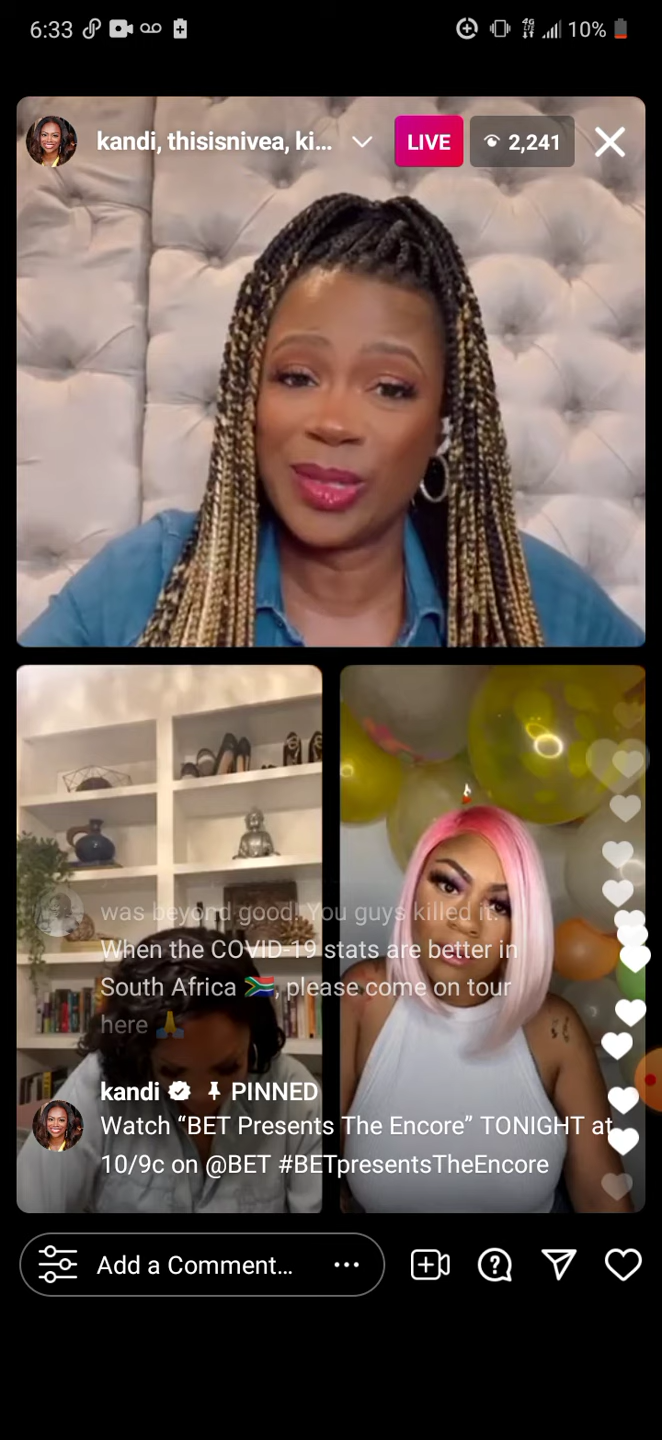 6:33
4G
10%
kandi, thisisnivea, ki...
LIVE
2,241
was beyond good! You guys killed it.
When the COVID-19 stats are better in
South Africa 🇿🇦, please come on tour
here 🙏
kandi PINNED
Watch “BET Presents The Encore” TONIGHT at
10/9c on @BET #BETpresentsTheEncore
Add a Comment...